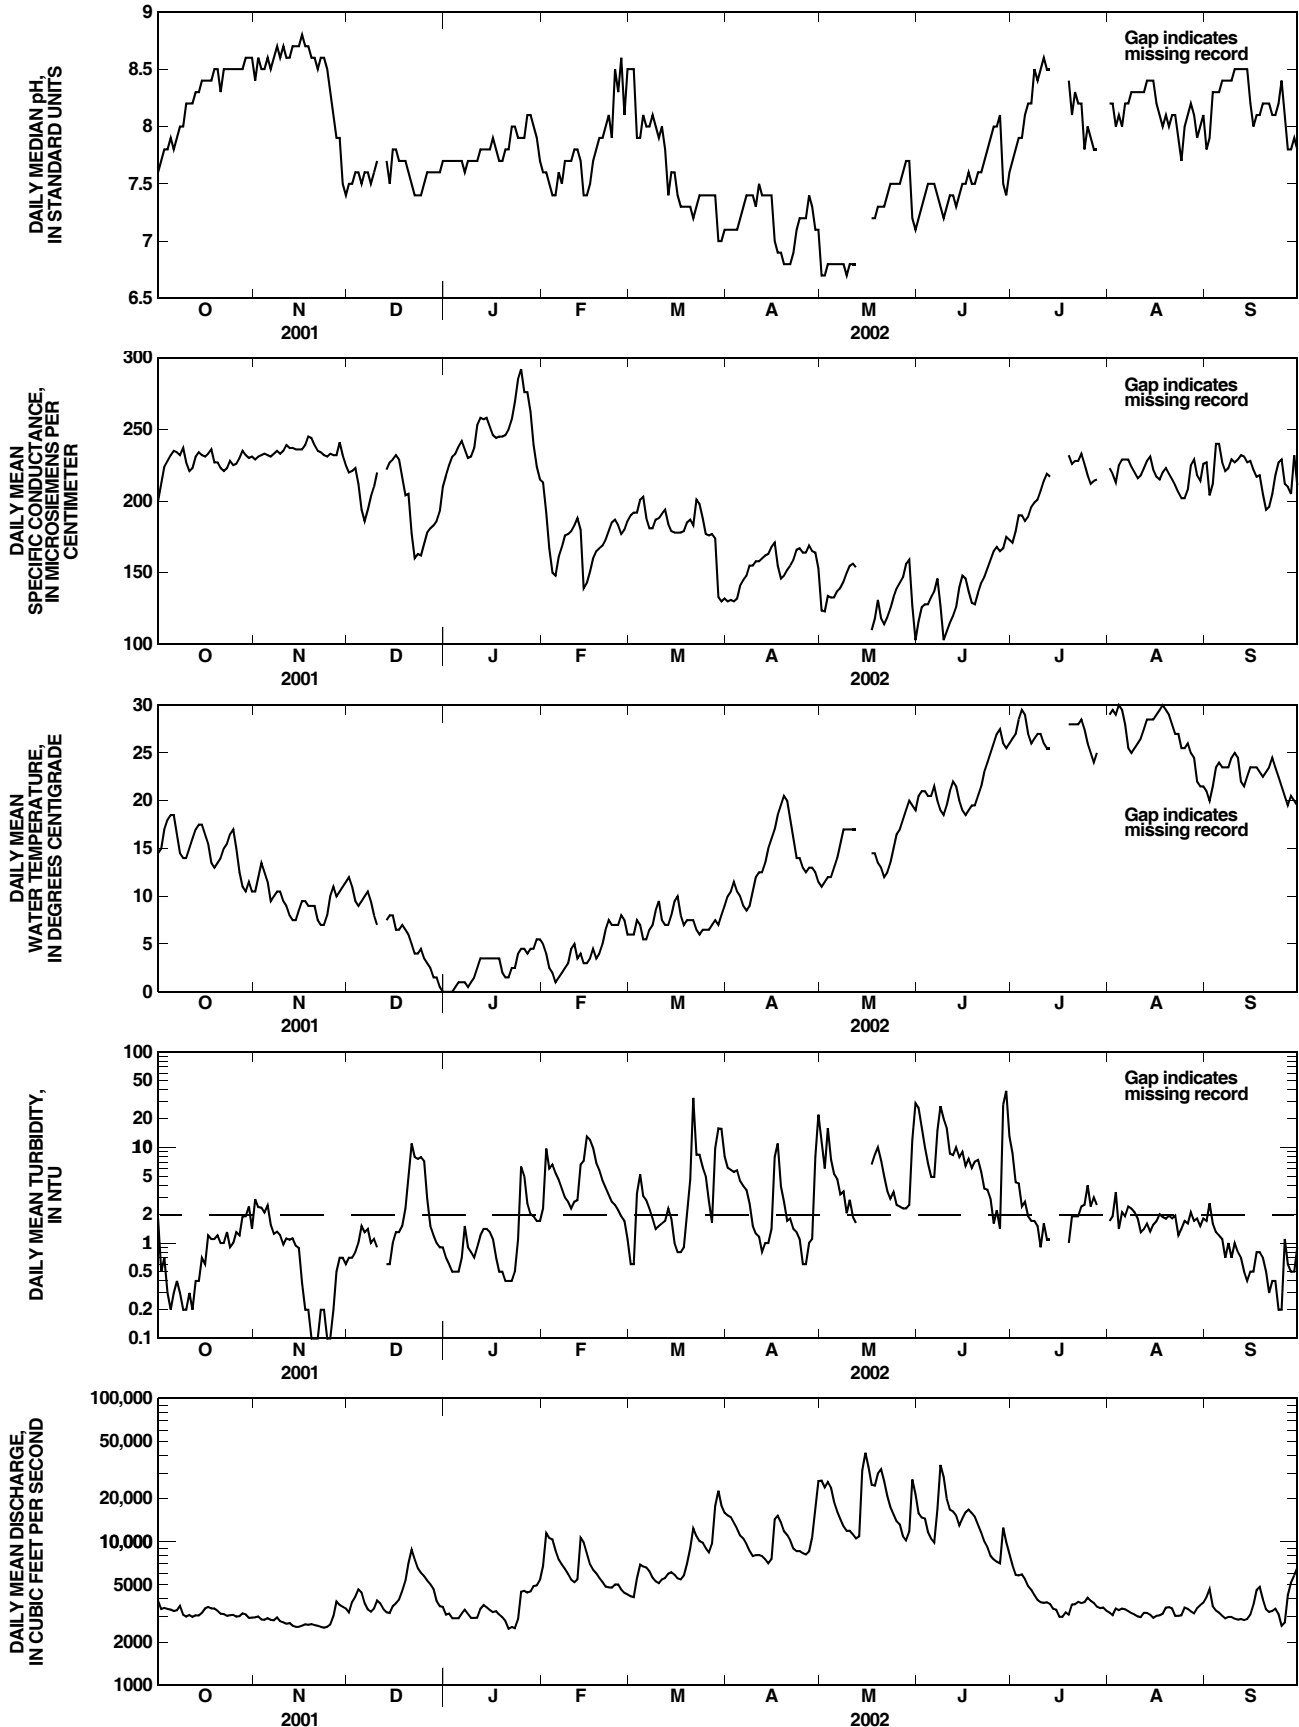 DAILY MEDIAN pH,
IN STANDARD UNITS
9
8.5
8
7.5
7
6.5
Gap indicates
missing record
O N D J F M A M J J A S
2001 2002
DAILY MEAN
SPECIFIC CONDUCTANCE,
IN MICROSIEMENS PER
CENTIMETER
300
250
200
150
100
Gap indicates
missing record
O N D J F M A M J J A S
2001 2002
DAILY MEAN
WATER TEMPERATURE,
IN DEGREES CENTIGRADE
30
25
20
15
10
5
0
Gap indicates
missing record
O N D J F M A M J J A S
2001 2002
DAILY MEAN TURBIDITY,
IN NTU
100
50
20
10
5
2
1
0.5
0.2
0.1
Gap indicates
missing record
O N D J F M A M J J A S
2001 2002
DAILY MEAN DISCHARGE,
IN CUBIC FEET PER SECOND
100,000
50,000
20,000
10,000
5000
2000
1000
O N D J F M A M J J A S
2001 2002